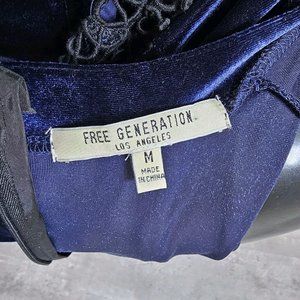 FREE GENERATION
LOS ANGELES
M
MADE
IN CHINA